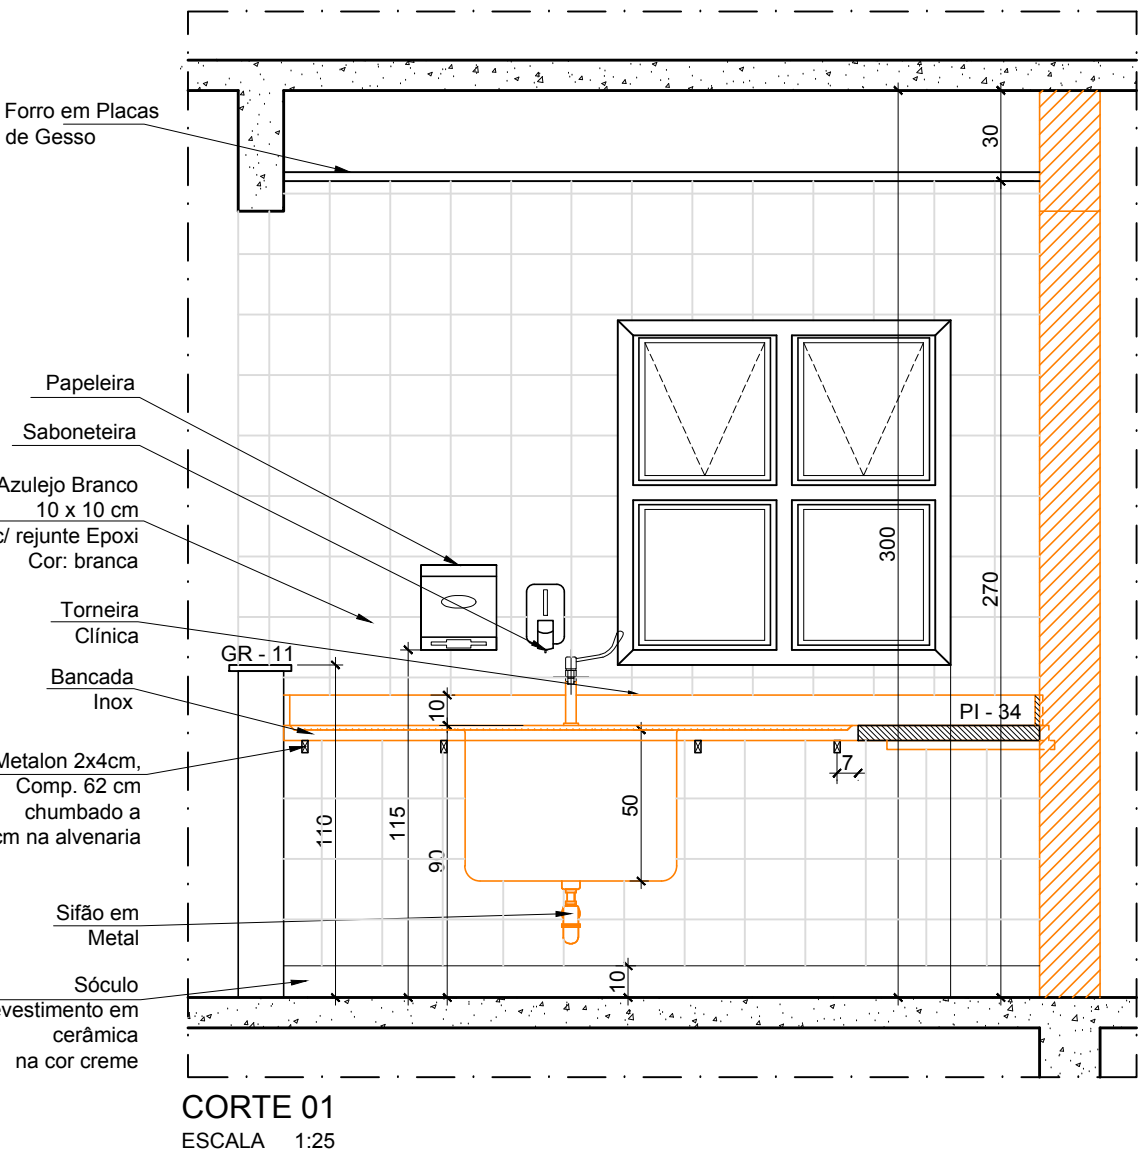 Forro em Placas
de Gesso
30
Papeleira
Saboneteira
Azulejo Branco
10 x 10 cm
c/ rejunte Epoxi
Cor: branca
300
270
Torneira
Clínica
GR - 11
Bancada
Inox
10
PI - 34
Metalon 2x4cm,
Comp. 62 cm
chumbado a
cm na alvenaria
7
110
115
90
50
Sifão em
Metal
10
Sóculo
evestimento em
cerâmica
na cor creme
CORTE 01
ESCALA 1:25